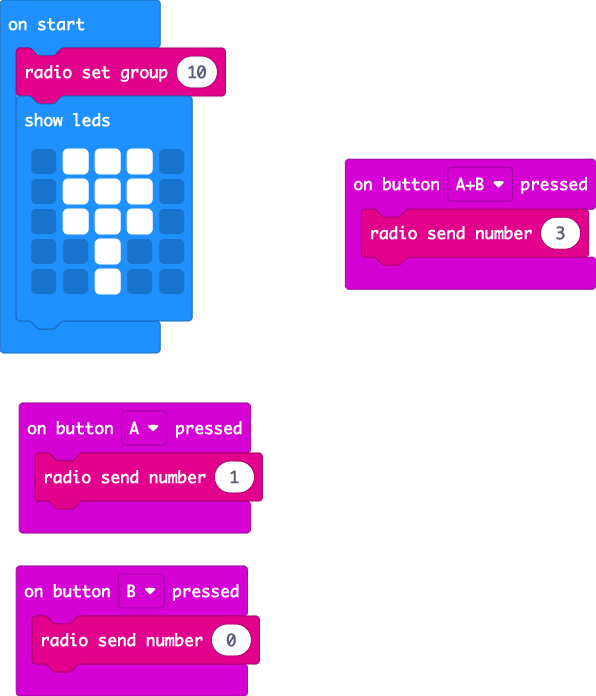 on start
radio set group 10
show leds
on button A+B pressed
radio send number 3
on button A pressed
radio send number 1
on button B pressed
radio send number 0